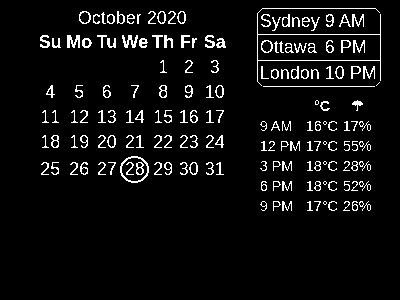 October 2020
Su Mo Tu We Th Fr Sa
1 2 3
4 5 6 7 8 9 10
11 12 13 14 15 16 17
18 19 20 21 22 23 24
25 26 27 28 29 30 31
Sydney 9 AM
Ottawa 6 PM
London 10 PM
°C ☂
9 AM 16°C 17%
12 PM 17°C 55%
3 PM 18°C 28%
6 PM 18°C 52%
9 PM 17°C 26%